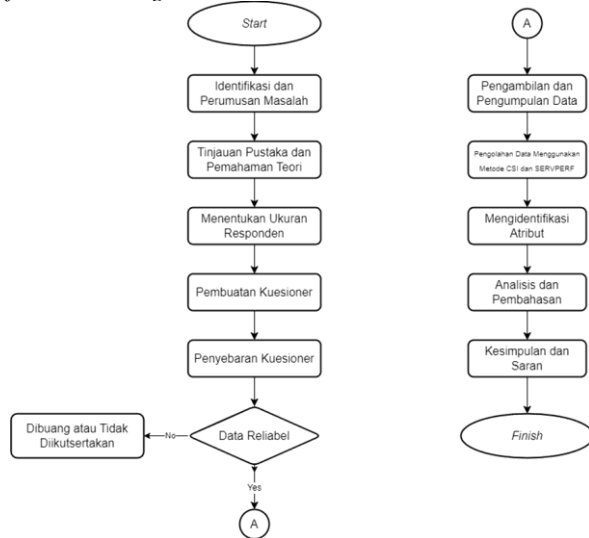 Start
Identifikasi dan
Perumusan Masalah
Tinjauan Pustaka dan
Pemahaman Teori
Menentukan Ukuran
Responden
Pembuatan Kuesioner
Penyebaran Kuesioner
Data Reliabel
No
Dibuang atau Tidak
Diikutsertakan
Yes
A
A
Pengambilan dan
Pengumpulan Data
Pengolahan Data Menggunakan
Metode CSI dan SERVPERF
Mengidentifikasi
Atribut
Analisis dan
Pembahasan
Kesimpulan dan
Saran
Finish